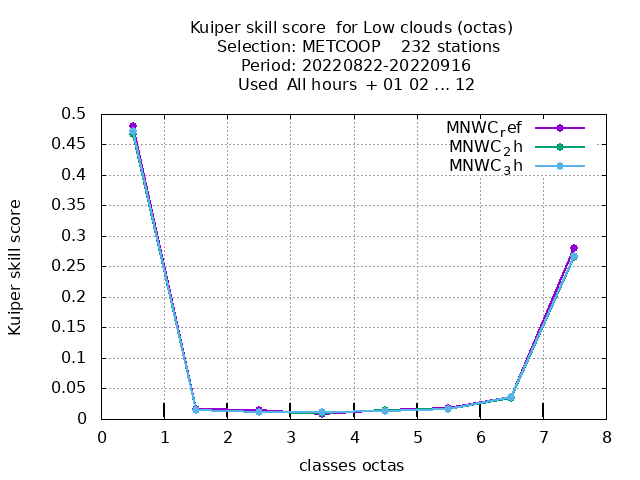 Kuiper skill score  for Low clouds (octas)
Selection: METCOOP    232 stations
Period: 20220822-20220916
Used  All hours  + 01 02 ... 12
MNWC_ref
MNWC_2h
MNWC_3h
0.5
0.45
0.4
0.35
0.3
0.25
0.2
0.15
0.1
0.05
0
Kuiper skill score
0 1 2 3 4 5 6 7 8
classes octas